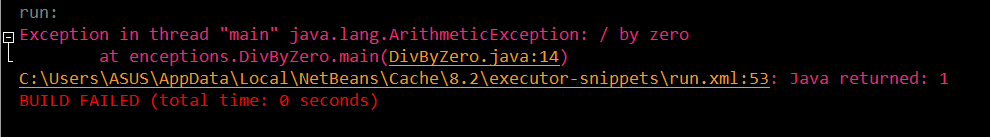 run:
Exception in thread "main" java.lang.ArithmeticException: / by zero
at enceptions.DivByZero.main(DivByZero.java:14)
C:\Users\ASUS\AppData\Local\NetBeans\Cache\8.2\executor-snippets\run.xml:53: Java returned: 1
BUILD FAILED (total time: 0 seconds)